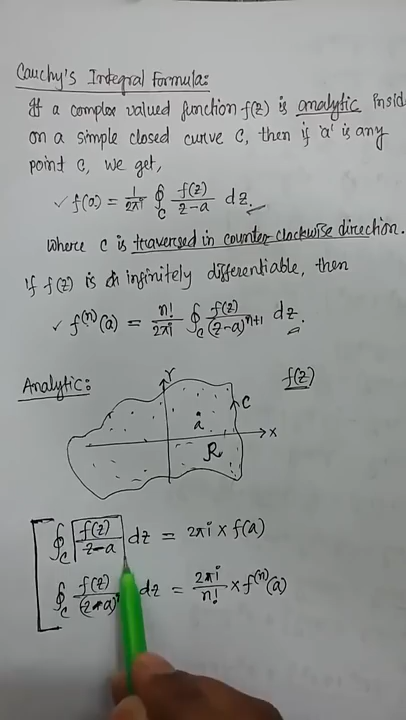 Cauchy's Integral Formula:
If a complex valued function f(z) is analytic insid
on a simple closed curve C, then if 'a' is any
point C, we get,
✓ f(a) = 1/2πi ∮_C f(z)/(z-a) dz.
where C is traversed in counter clockwise direction.
If f(z) is infinitely differentiable, then
✓ f^(n)(a) = n!/2πi ∮_C f(z)/(z-a)^(n+1) dz.
Analytic:
Y
f(z)
C
a
X
R
∮_C f(z)/(z-a) dz = 2πi × f(a)
∮_C f(z)/(z-a)^n dz = 2πi/n! × f^(n)(a)